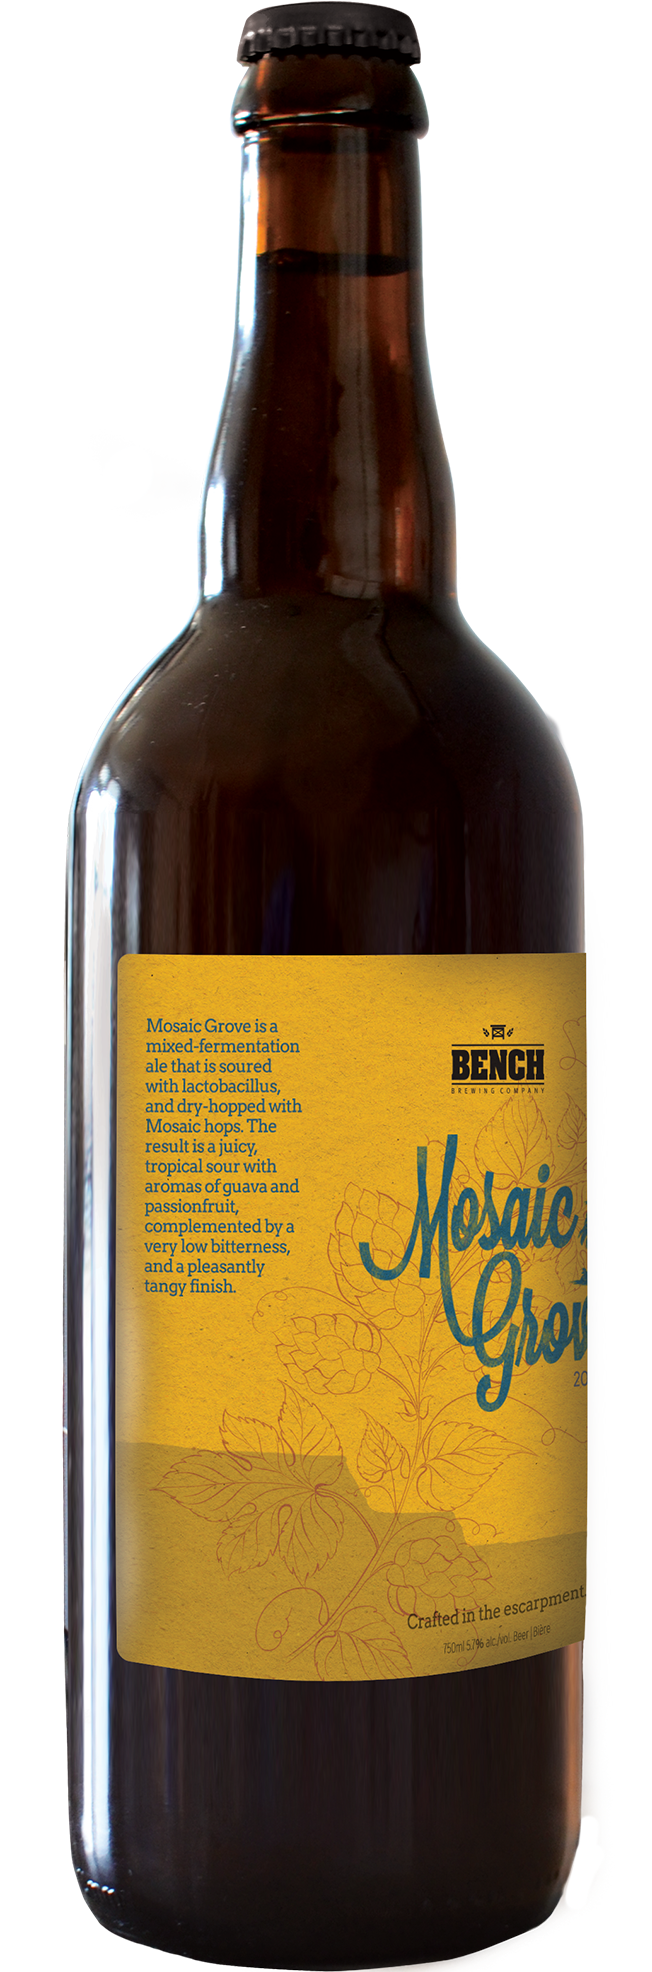 Mosaic Grove is a
mixed-fermentation
ale that is soured
with lactobacillus,
and dry-hopped with
Mosaic hops. The
result is a juicy,
tropical sour with
aromas of guava and
passionfruit,
complemented by a
very low bitterness,
and a pleasantly
tangy finish.
BENCH
BREWING COMPANY
Mosaic
Grov
20
Crafted in the escarpment.
750ml 5.7% alc./vol. Beer | Bière